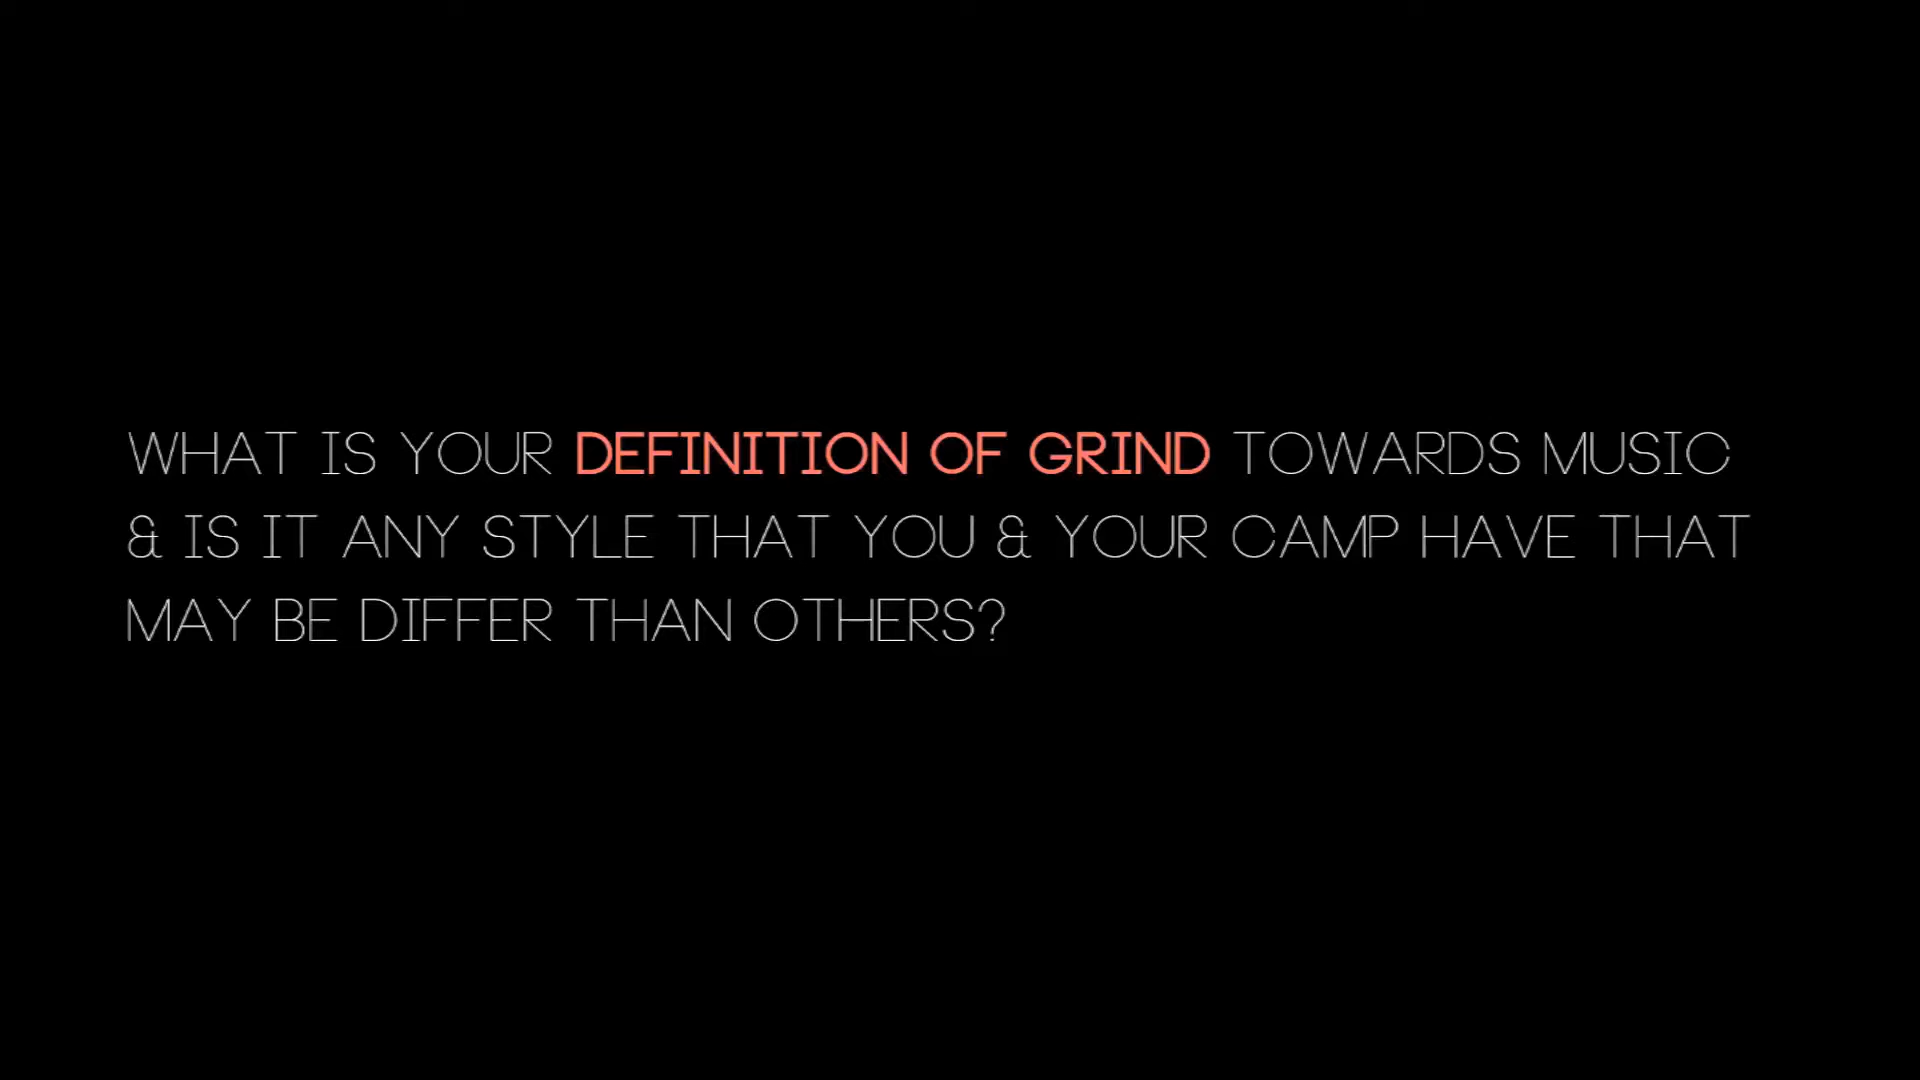 WHAT IS YOUR DEFINITION OF GRIND TOWARDS MUSIC
& IS IT ANY STYLE THAT YOU & YOUR CAMP HAVE THAT
MAY BE DIFFER THAN OTHERS?